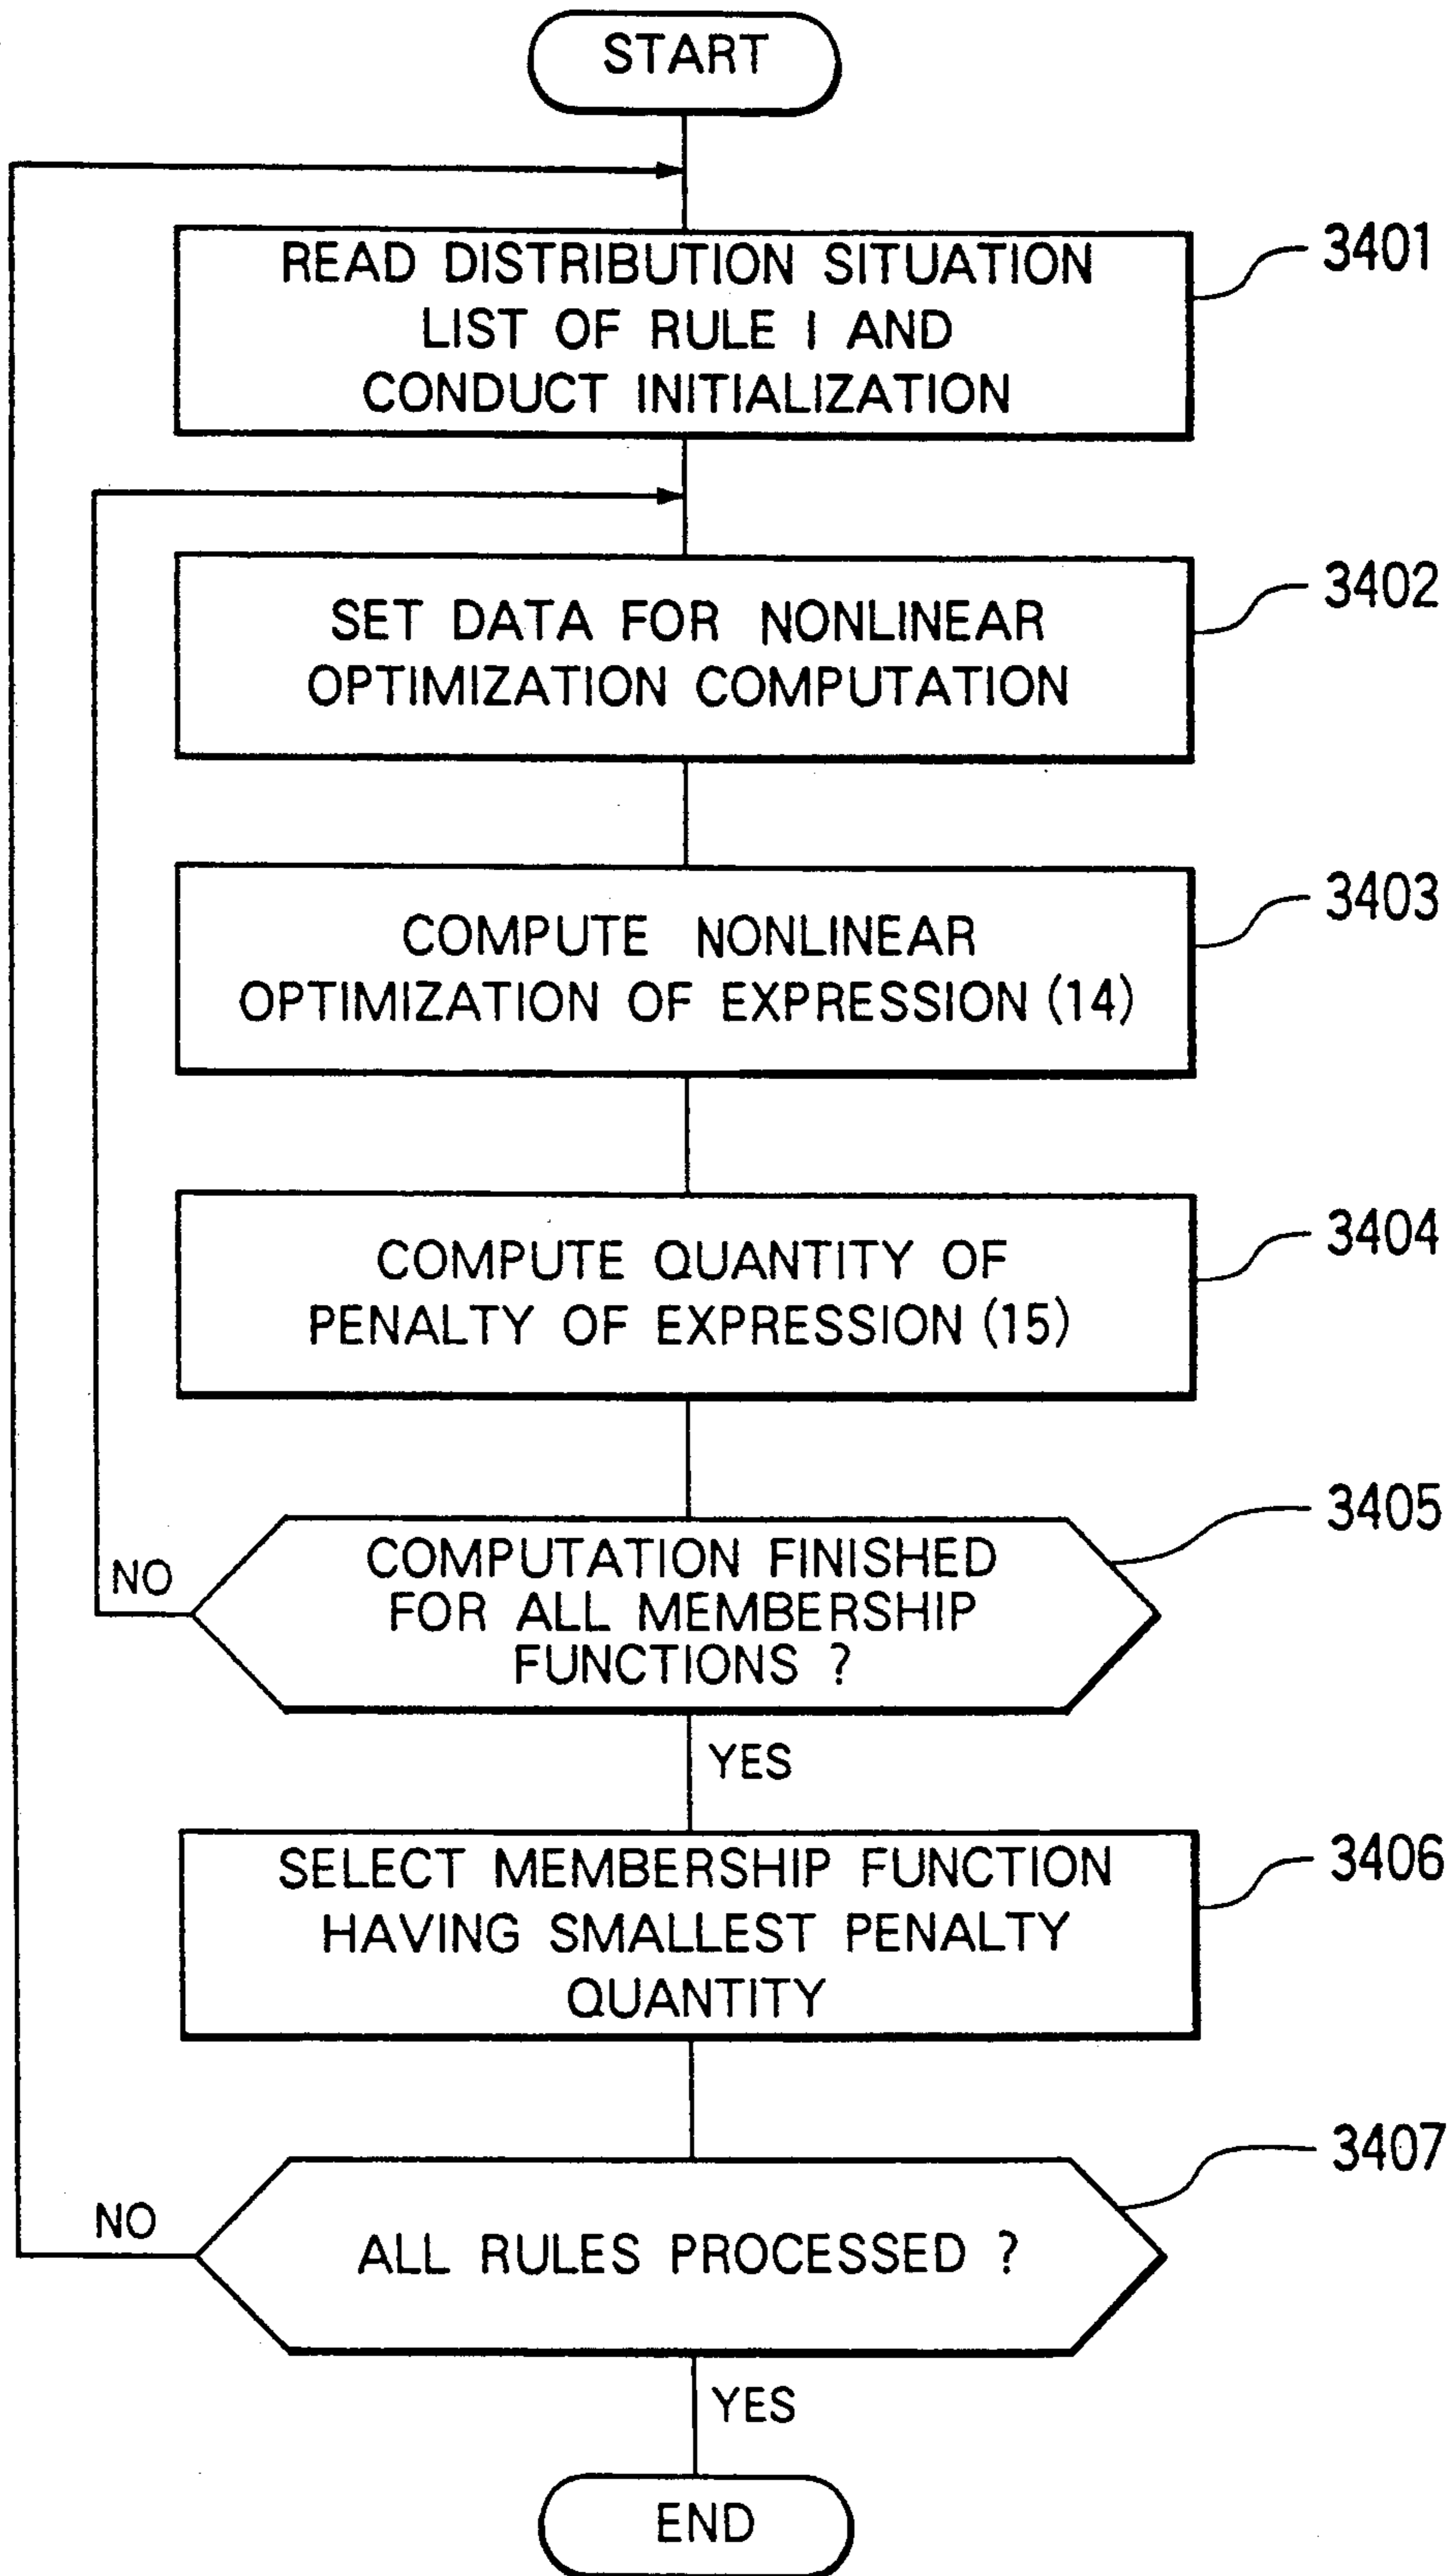 START
READ DISTRIBUTION SITUATION
LIST OF RULE I AND
CONDUCT INITIALIZATION
3401
SET DATA FOR NONLINEAR
OPTIMIZATION COMPUTATION
3402
COMPUTE NONLINEAR
OPTIMIZATION OF EXPRESSION (14)
3403
COMPUTE QUANTITY OF
PENALTY OF EXPRESSION (15)
3404
COMPUTATION FINISHED
FOR ALL MEMBERSHIP
FUNCTIONS ?
3405
NO
YES
SELECT MEMBERSHIP FUNCTION
HAVING SMALLEST PENALTY
QUANTITY
3406
ALL RULES PROCESSED ?
3407
NO
YES
END